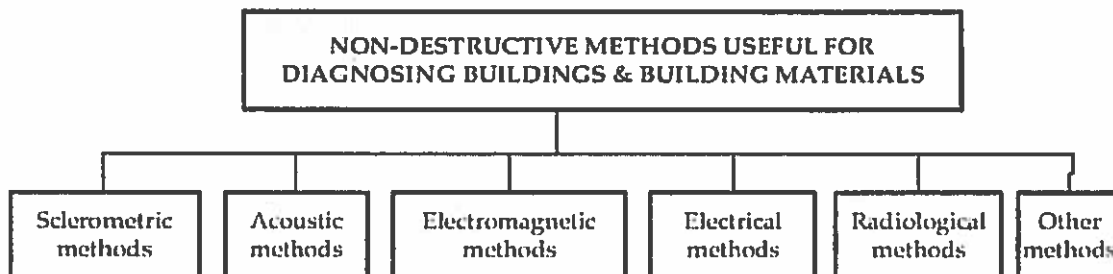 NON-DESTRUCTIVE METHODS USEFUL FOR
DIAGNOSING BUILDINGS & BUILDING MATERIALS
Sclerometric
methods
Acoustic
methods
Electromagnetic
methods
Electrical
methods
Radiological
methods
Other
methods